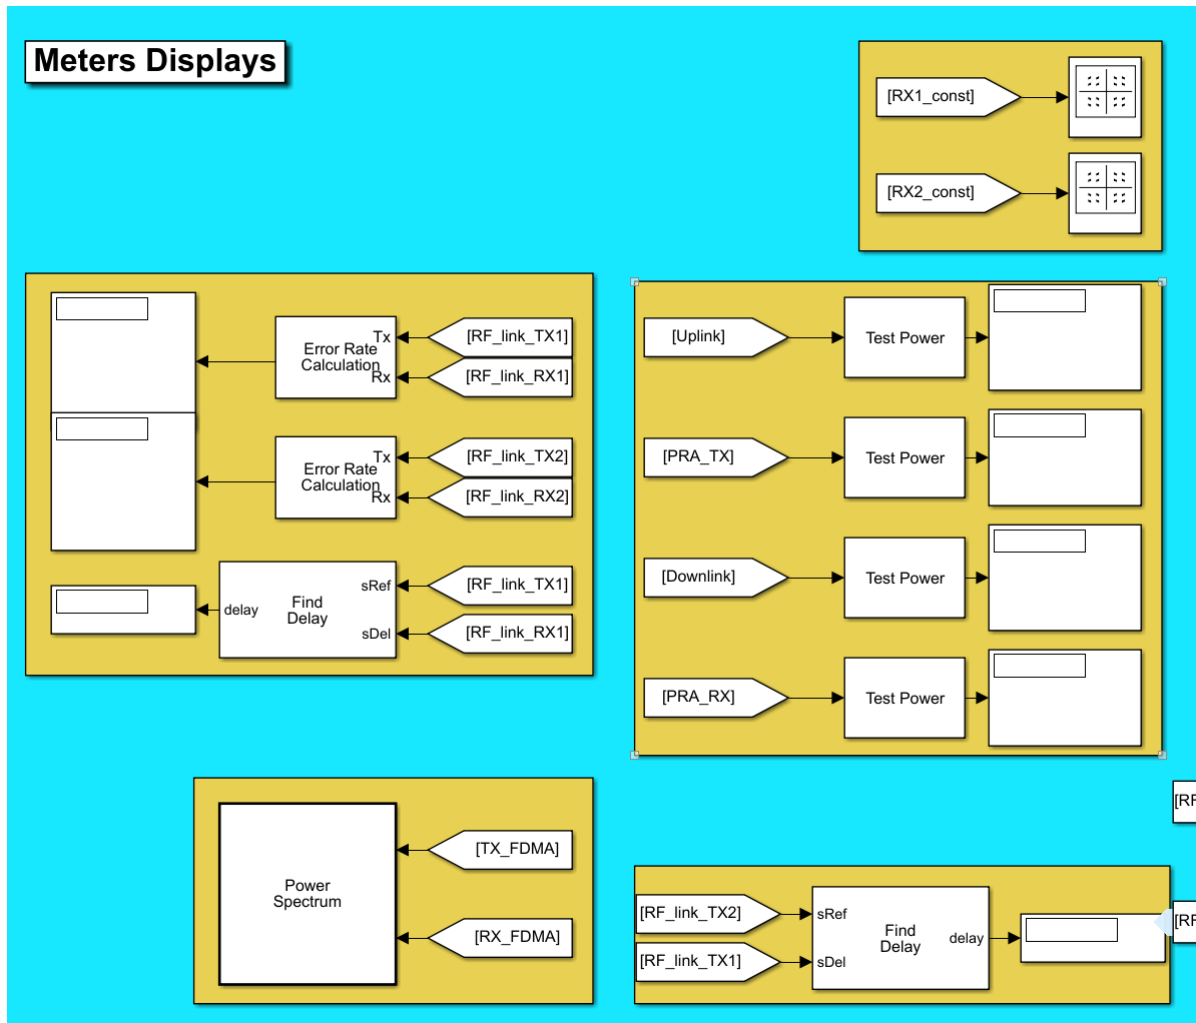 Meters Displays
[RX1_const]
[RX2_const]
Tx
Error Rate
Calculation
Rx
[RF_link_TX1]
[RF_link_RX1]
Tx
Error Rate
Calculation
Rx
[RF_link_TX2]
[RF_link_RX2]
delay
Find
Delay
sRef
sDel
[RF_link_TX1]
[RF_link_RX1]
[Uplink]
Test Power
[PRA_TX]
Test Power
[Downlink]
Test Power
[PRA_RX]
Test Power
Power
Spectrum
[TX_FDMA]
[RX_FDMA]
[RF_link_TX2]
[RF_link_TX1]
sRef
sDel
Find
Delay
delay
[RF
[RF